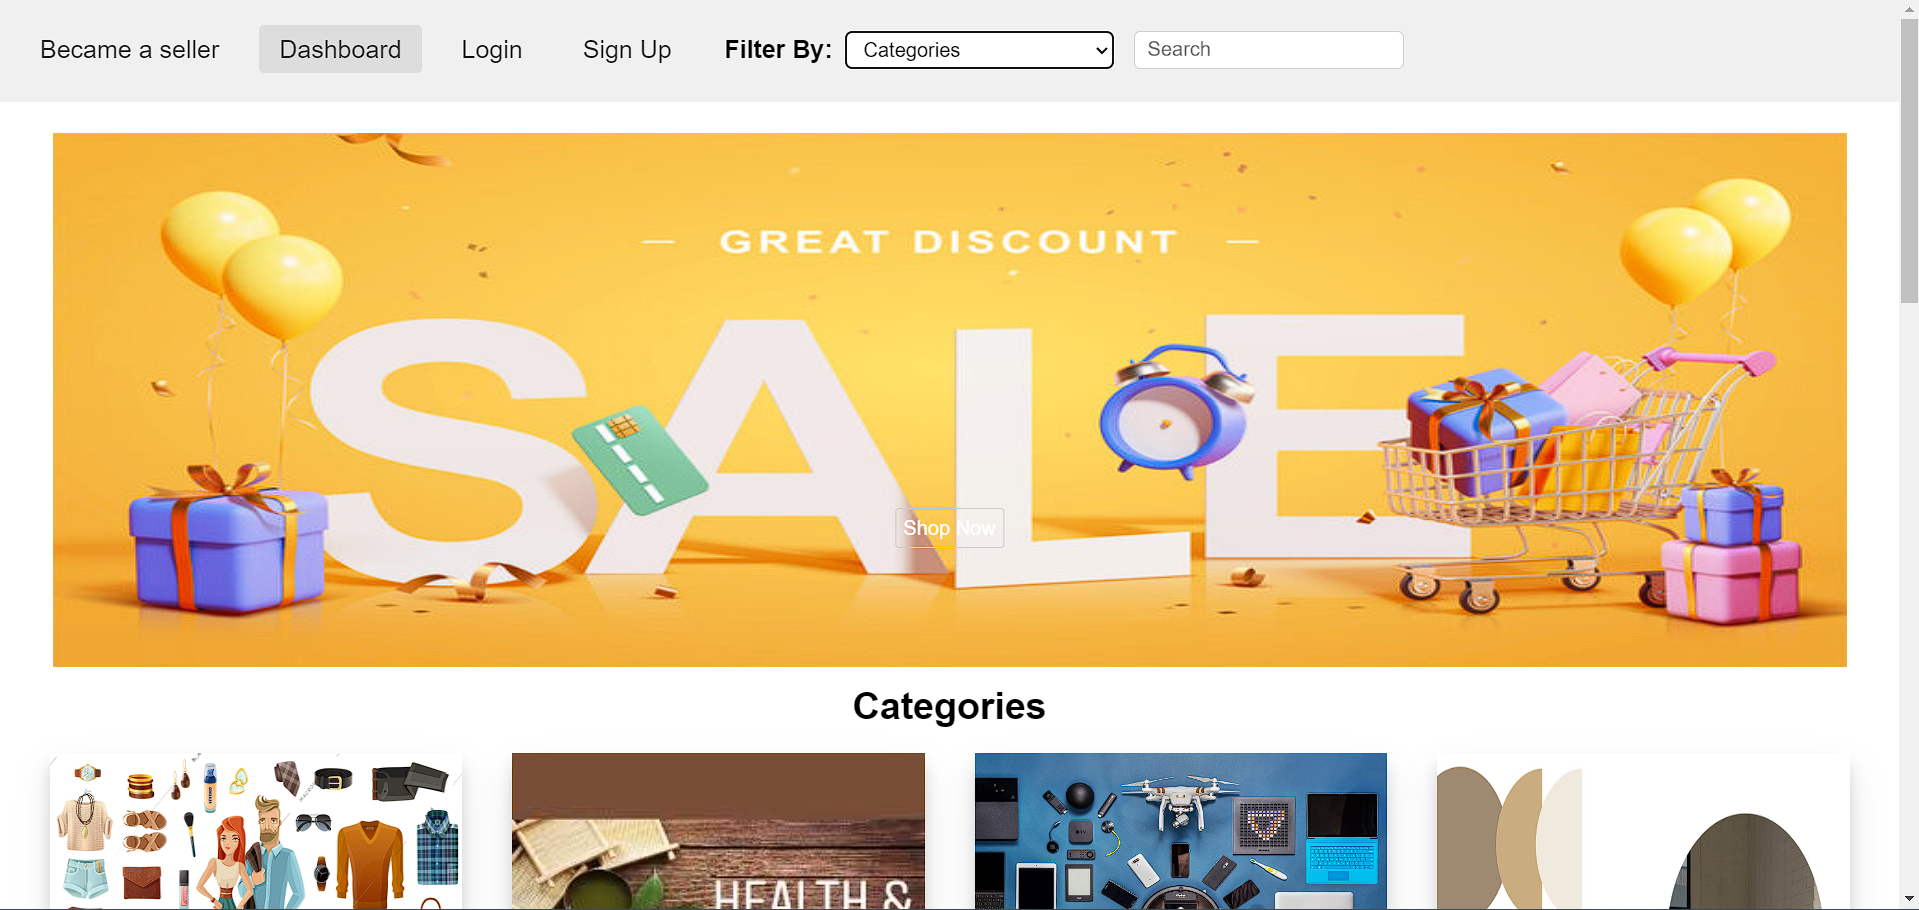 Became a seller
Dashboard
Login
Sign Up
Filter By:
Categories
Search
GREAT DISCOUNT
SALE
Shop Now
Categories
HEALTH &